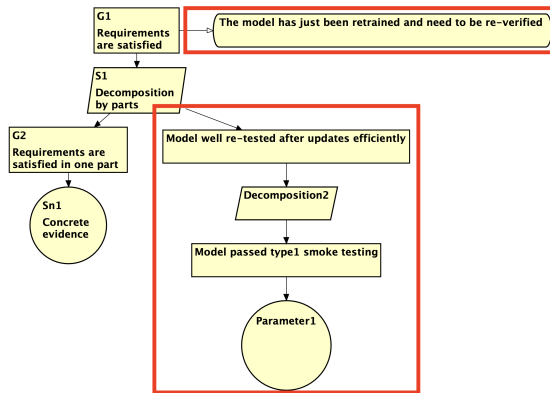 G1
Requirements
are satisfied
The model has just been retrained and need to be re-verified
S1
Decomposition
by parts
G2
Requirements are
satisfied in one part
Model well re-tested after updates efficiently
Sn1
Concrete
evidence
Decomposition2
Model passed type1 smoke testing
Parameter1